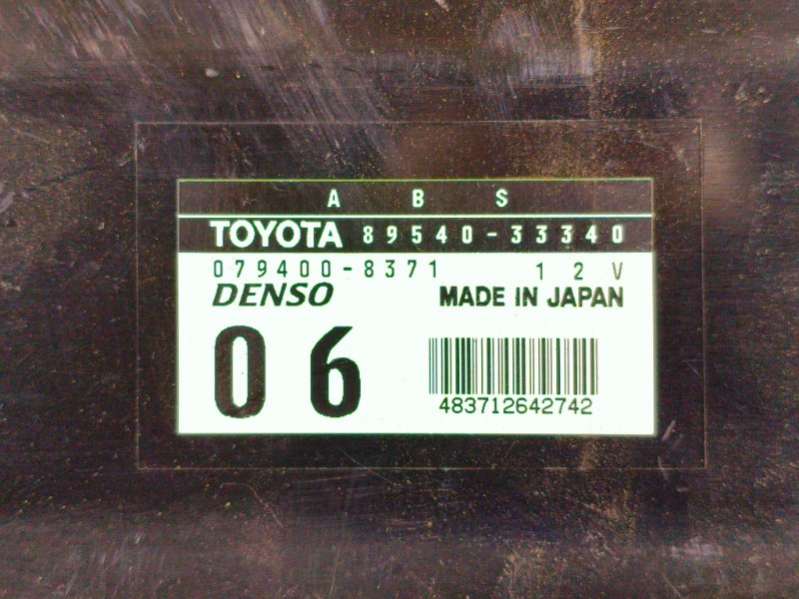 A B S
TOYOTA 89540-33340
079400-8371 12V
DENSO MADE IN JAPAN
06
483712642742